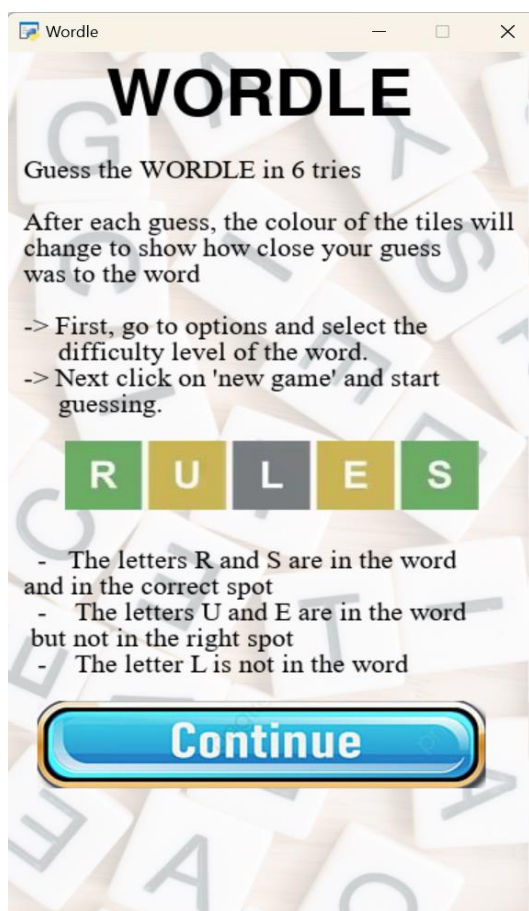 Wordle
WORDLE
Guess the WORDLE in 6 tries
After each guess, the colour of the tiles will
change to show how close your guess
was to the word
-> First, go to options and select the
difficulty level of the word.
-> Next click on 'new game' and start
guessing.
R U L E S
- The letters R and S are in the word
and in the correct spot
- The letters U and E are in the word
but not in the right spot
- The letter L is not in the word
Continue